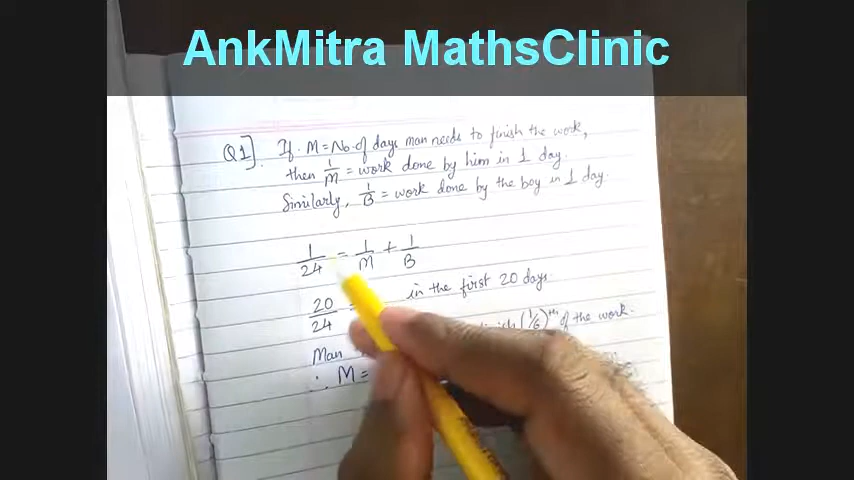 AnkMitra MathsClinic
Q1]. If M = No. of days man needs to finish the work,
then 1/M = work done by him in 1 day.
Similarly, 1/B = work done by the boy in 1 day.
1/24 = 1/M + 1/B
20/24 = in the first 20 days.
Man (1/6)th of the work.
∴ M =